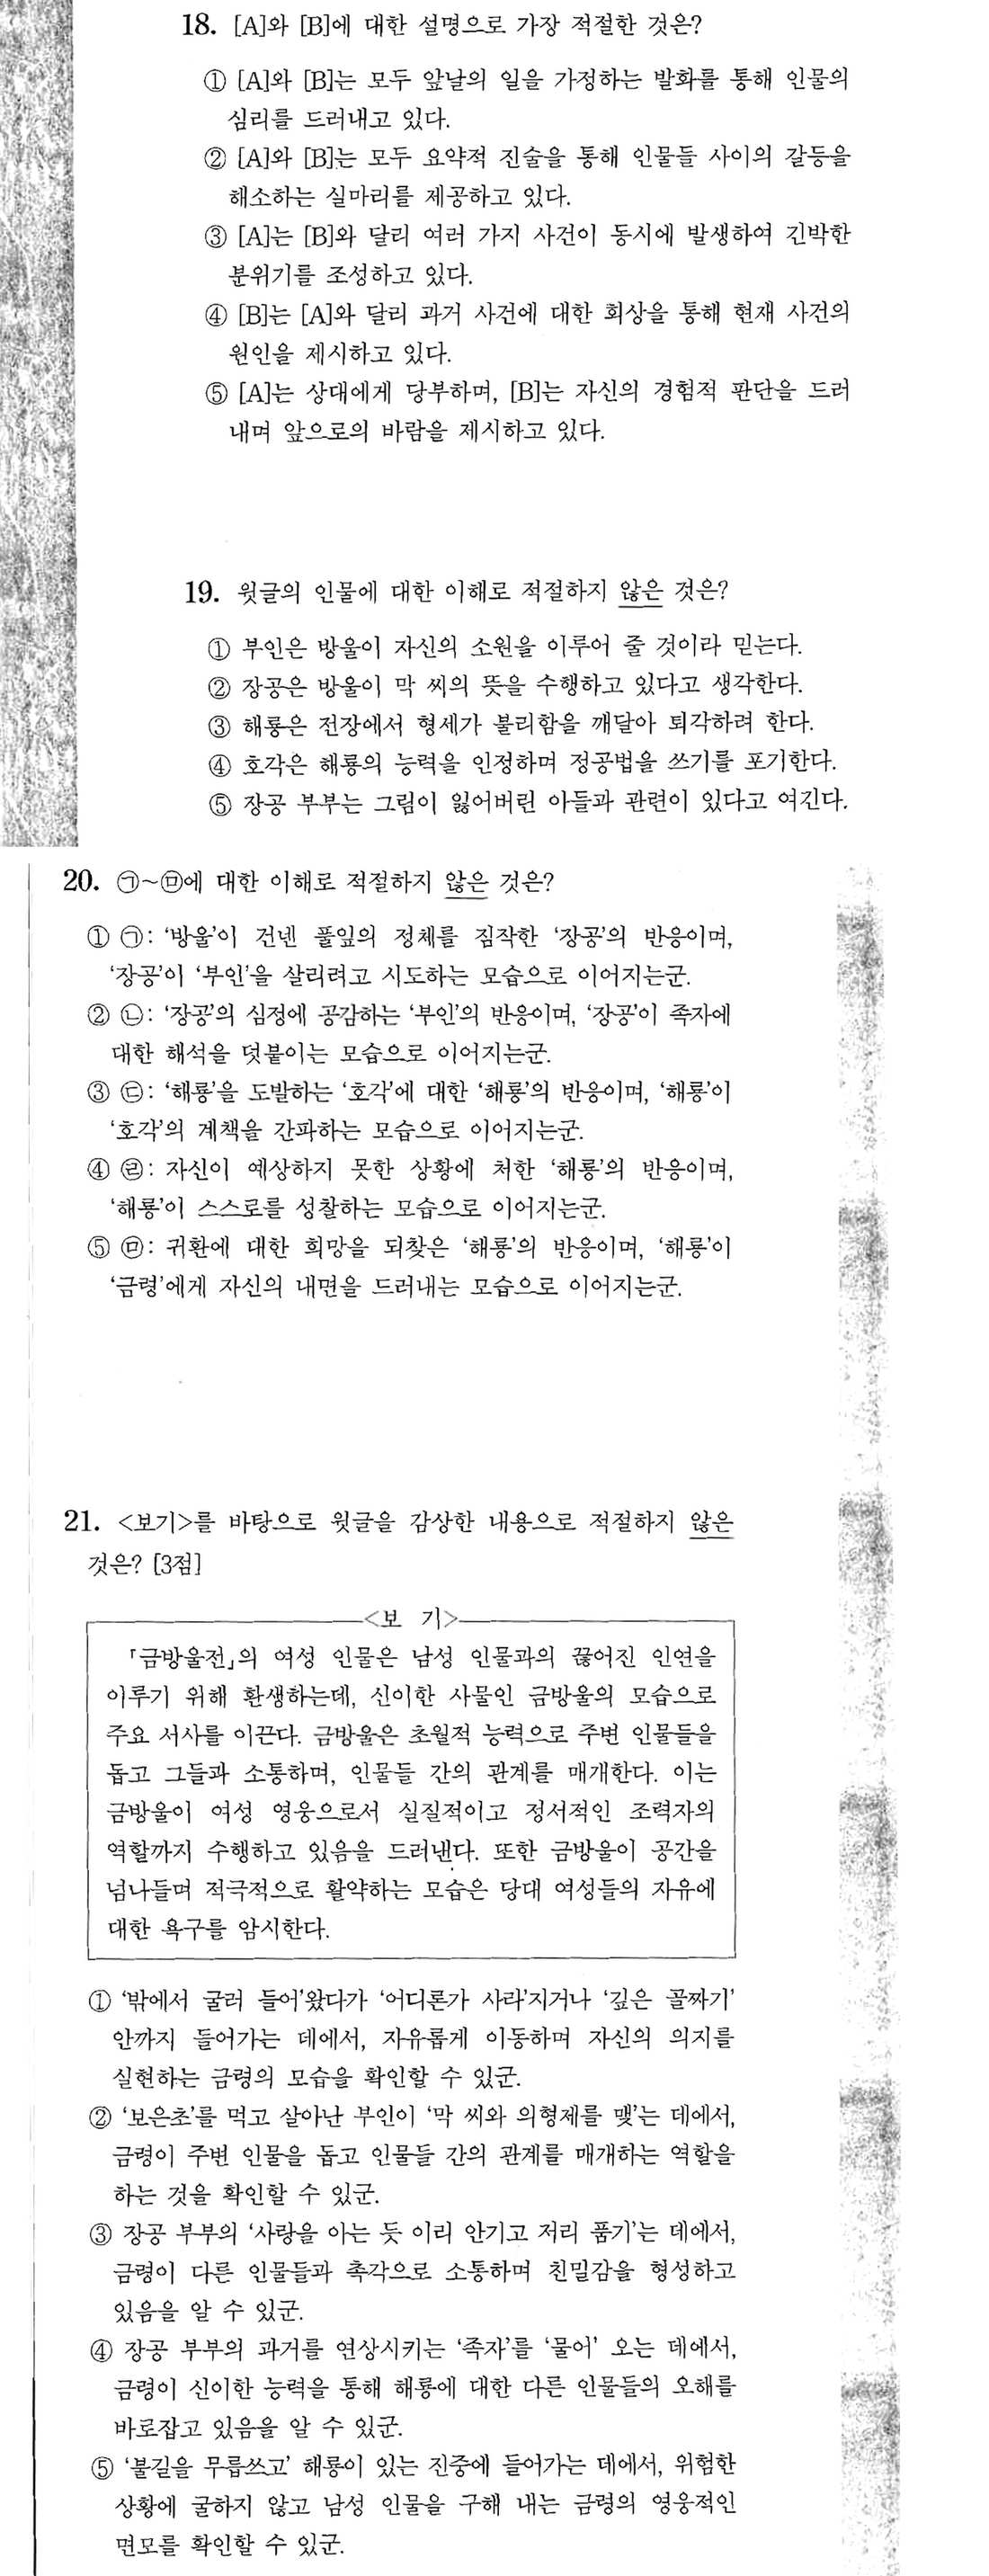 18. [A]와 [B]에 대한 설명으로 가장 적절한 것은?
① [A]와 [B]는 모두 앞날의 일을 가정하는 발화를 통해 인물의
심리를 드러내고 있다.
② [A]와 [B]는 모두 요약적 진술을 통해 인물들 사이의 갈등을
해소하는 실마리를 제공하고 있다.
③ [A]는 [B]와 달리 여러 가지 사건이 동시에 발생하여 긴박한
분위기를 조성하고 있다.
④ [B]는 [A]와 달리 과거 사건에 대한 회상을 통해 현재 사건의
원인을 제시하고 있다.
⑤ [A]는 상대에게 당부하며, [B]는 자신의 경험적 판단을 드러
내며 앞으로의 바람을 제시하고 있다.
19. 윗글의 인물에 대한 이해로 적절하지 않은 것은?
① 부인은 방울이 자신의 소원을 이루어 줄 것이라 믿는다.
② 장공은 방울이 막 씨의 뜻을 수행하고 있다고 생각한다.
③ 해룡은 전장에서 형세가 불리함을 깨달아 퇴각하려 한다.
④ 호각은 해룡의 능력을 인정하며 정공법을 쓰기를 포기한다.
⑤ 장공 부부는 그림이 잃어버린 아들과 관련이 있다고 여긴다.
20. ㉠~㉤에 대한 이해로 적절하지 않은 것은?
① ㉠: ‘방울’이 건넨 풀잎의 정체를 짐작한 ‘장공’의 반응이며,
‘장공’이 ‘부인’을 살리려고 시도하는 모습으로 이어지는군.
② ㉡: ‘장공’의 심정에 공감하는 ‘부인’의 반응이며, ‘장공’이 족자에
대한 해석을 덧붙이는 모습으로 이어지는군.
③ ㉢: ‘해룡’을 도발하는 ‘호각’에 대한 ‘해룡’의 반응이며, ‘해룡’이
‘호각’의 계책을 간파하는 모습으로 이어지는군.
④ ㉣: 자신이 예상하지 못한 상황에 처한 ‘해룡’의 반응이며,
‘해룡’이 스스로를 성찰하는 모습으로 이어지는군.
⑤ ㉤: 귀환에 대한 희망을 되찾은 ‘해룡’의 반응이며, ‘해룡’이
‘금령’에게 자신의 내면을 드러내는 모습으로 이어지는군.
21. <보기>를 바탕으로 윗글을 감상한 내용으로 적절하지 않은
것은? [3점]
<보 기>
「금방울전」의 여성 인물은 남성 인물과의 끊어진 인연을
이루기 위해 환생하는데, 신이한 사물인 금방울의 모습으로
주요 서사를 이끈다. 금방울은 초월적 능력으로 주변 인물들을
돕고 그들과 소통하며, 인물들 간의 관계를 매개한다. 이는
금방울이 여성 영웅으로서 실질적이고 정서적인 조력자의
역할까지 수행하고 있음을 드러낸다. 또한 금방울이 공간을
넘나들며 적극적으로 활약하는 모습은 당대 여성들의 자유에
대한 욕구를 암시한다.
① ‘밖에서 굴러 들어’왔다가 ‘어디론가 사라’지거나 ‘깊은 골짜기’
안까지 들어가는 데에서, 자유롭게 이동하며 자신의 의지를
실현하는 금령의 모습을 확인할 수 있군.
② ‘보은초’를 먹고 살아난 부인이 ‘막 씨와 의형제를 맺’는 데에서,
금령이 주변 인물을 돕고 인물들 간의 관계를 매개하는 역할을
하는 것을 확인할 수 있군.
③ 장공 부부의 ‘사랑을 아는 듯 이리 안기고 저리 품기’는 데에서,
금령이 다른 인물들과 촉각으로 소통하며 친밀감을 형성하고
있음을 알 수 있군.
④ 장공 부부의 과거를 연상시키는 ‘족자’를 ‘물어’ 오는 데에서,
금령이 신이한 능력을 통해 해룡에 대한 다른 인물들의 오해를
바로잡고 있음을 알 수 있군.
⑤ ‘불길을 무릅쓰고’ 해룡이 있는 진중에 들어가는 데에서, 위험한
상황에 굴하지 않고 남성 인물을 구해 내는 금령의 영웅적인
면모를 확인할 수 있군.